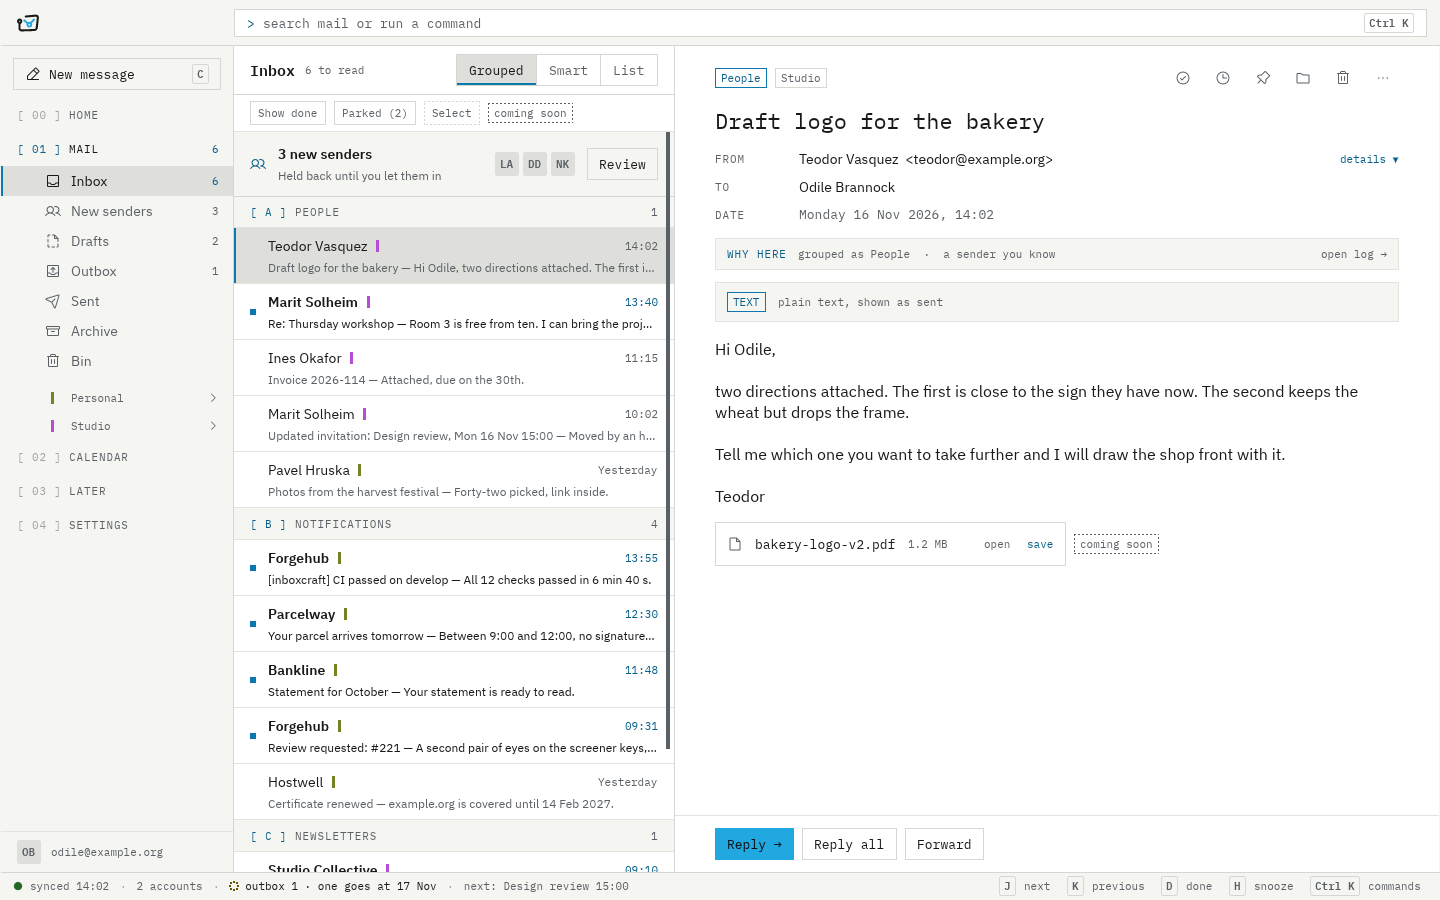 > search mail or run a command Ctrl K
New message C
[ 00 ] HOME
[ 01 ] MAIL 6
Inbox 6
New senders 3
Drafts 2
Outbox 1
Sent
Archive
Bin
Personal
Studio
[ 02 ] CALENDAR
[ 03 ] LATER
[ 04 ] SETTINGS
OB odile@example.org
Inbox 6 to read Grouped Smart List
Show done Parked (2) Select coming soon
3 new senders
Held back until you let them in
LA DD NK Review
[ A ] PEOPLE 1
Teodor Vasquez 14:02
Draft logo for the bakery — Hi Odile, two directions attached. The first i…
Marit Solheim 13:40
Re: Thursday workshop — Room 3 is free from ten. I can bring the proj…
Ines Okafor 11:15
Invoice 2026-114 — Attached, due on the 30th.
Marit Solheim 10:02
Updated invitation: Design review, Mon 16 Nov 15:00 — Moved by an h…
Pavel Hruska Yesterday
Photos from the harvest festival — Forty-two picked, link inside.
[ B ] NOTIFICATIONS 4
Forgehub 13:55
[inboxcraft] CI passed on develop — All 12 checks passed in 6 min 40 s.
Parcelway 12:30
Your parcel arrives tomorrow — Between 9:00 and 12:00, no signature…
Bankline 11:48
Statement for October — Your statement is ready to read.
Forgehub 09:31
Review requested: #221 — A second pair of eyes on the screener keys,…
Hostwell Yesterday
Certificate renewed — example.org is covered until 14 Feb 2027.
[ C ] NEWSLETTERS 1
Studio Collective 09:10
People Studio
Draft logo for the bakery
FROM Teodor Vasquez <teodor@example.org> details ▾
TO Odile Brannock
DATE Monday 16 Nov 2026, 14:02
WHY HERE grouped as People · a sender you know open log →
TEXT plain text, shown as sent
Hi Odile,
two directions attached. The first is close to the sign they have now. The second keeps the
wheat but drops the frame.
Tell me which one you want to take further and I will draw the shop front with it.
Teodor
bakery-logo-v2.pdf 1.2 MB open save coming soon
Reply → Reply all Forward
synced 14:02 · 2 accounts · outbox 1 · one goes at 17 Nov · next: Design review 15:00
J next K previous D done H snooze Ctrl K commands